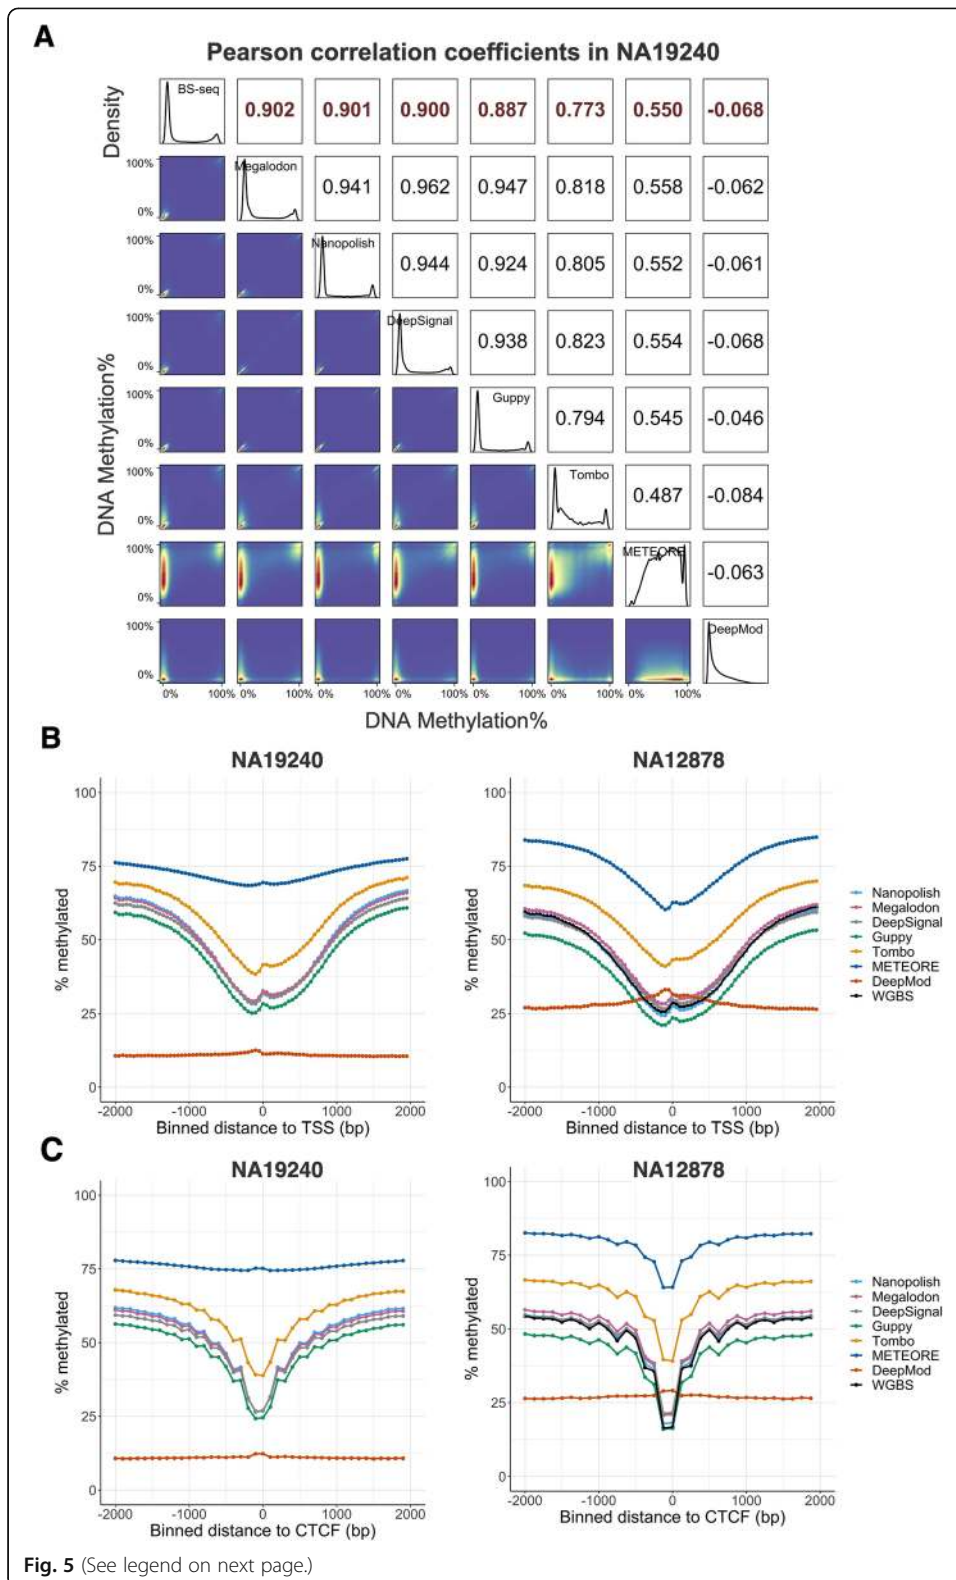 A
Pearson correlation coefficients in NA19240
Density
BS-seq
0.902 0.901 0.900 0.887 0.773 0.550 -0.068
100%
0%
Megalodon
0.941 0.962 0.947 0.818 0.558 -0.062
100%
0%
Nanopolish
0.944 0.924 0.805 0.552 -0.061
100%
0%
DeepSignal
0.938 0.823 0.554 -0.068
DNA Methylation%
100%
0%
Guppy
0.794 0.545 -0.046
100%
0%
Tombo
0.487 -0.084
100%
0%
METEORE
-0.063
100%
0%
DeepMod
0% 100% 0% 100% 0% 100% 0% 100% 0% 100% 0% 100% 0% 100%
DNA Methylation%
B
NA19240
% methylated
100
75
50
25
0
-2000 -1000 0 1000 2000
Binned distance to TSS (bp)
NA12878
% methylated
100
75
50
25
0
-2000 -1000 0 1000 2000
Binned distance to TSS (bp)
Nanopolish
Megalodon
DeepSignal
Guppy
Tombo
METEORE
DeepMod
WGBS
C
NA19240
% methylated
100
75
50
25
0
-2000 -1000 0 1000 2000
Binned distance to CTCF (bp)
NA12878
% methylated
100
75
50
25
0
-2000 -1000 0 1000 2000
Binned distance to CTCF (bp)
Nanopolish
Megalodon
DeepSignal
Guppy
Tombo
METEORE
DeepMod
WGBS
Fig. 5 (See legend on next page.)